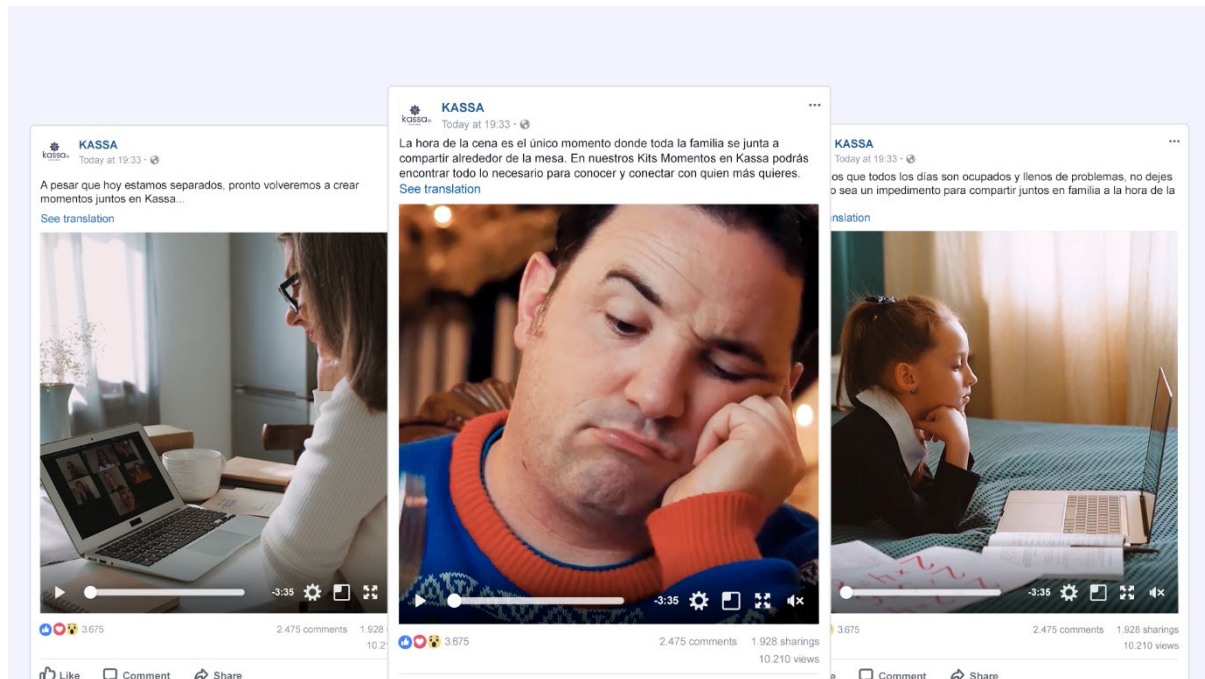 kassa
KASSA
Today at 19:33
A pesar que hoy estamos separados, pronto volveremos a crear
momentos juntos en Kassa...
See translation
-3:35
3.675
2.475 comments 1.928
10.2
Like Comment Share
kassa
KASSA
Today at 19:33
La hora de la cena es el único momento donde toda la familia se junta a
compartir alrededor de la mesa. En nuestros Kits Momentos en Kassa podrás
encontrar todo lo necesario para conocer y conectar con quien más quieres.
See translation
-3:35
3.675
2.475 comments 1.928 sharings
10.210 views
KASSA
Today at 19:33
os que todos los días son ocupados y llenos de problemas, no dejes
o sea un impedimento para compartir juntos en familia a la hora de la
nslation
-3:35
3.675
2.475 comments 1.928 sharings
10.210 views
e Comment Share